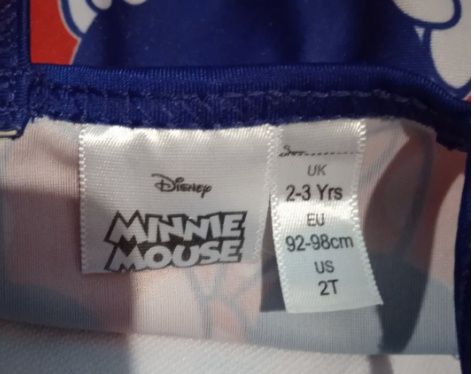 Disney
MINNIE
MOUSE
UK
2-3 Yrs
EU
92-98cm
US
2T